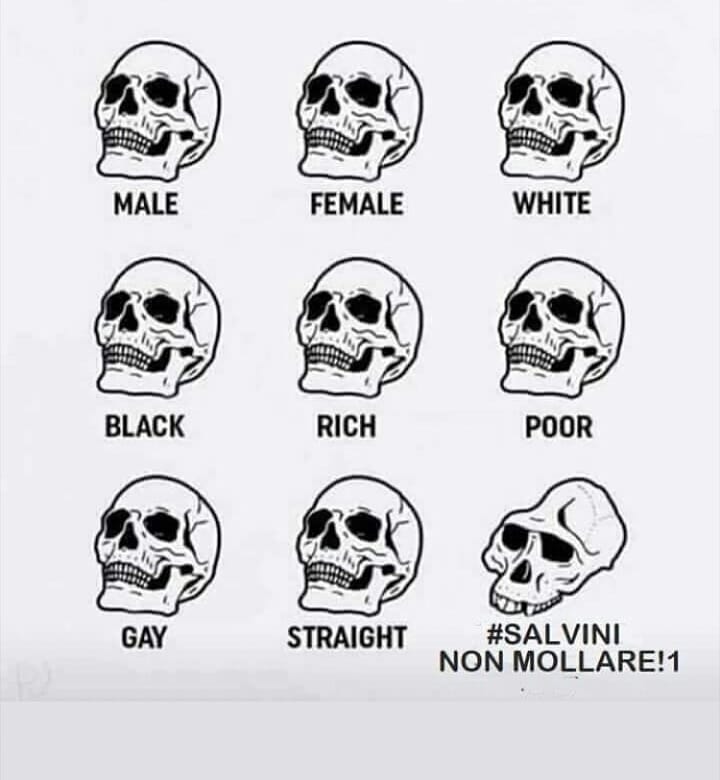 MALE
FEMALE
WHITE
BLACK
RICH
POOR
GAY
STRAIGHT
#SALVINI
NON MOLLARE!1